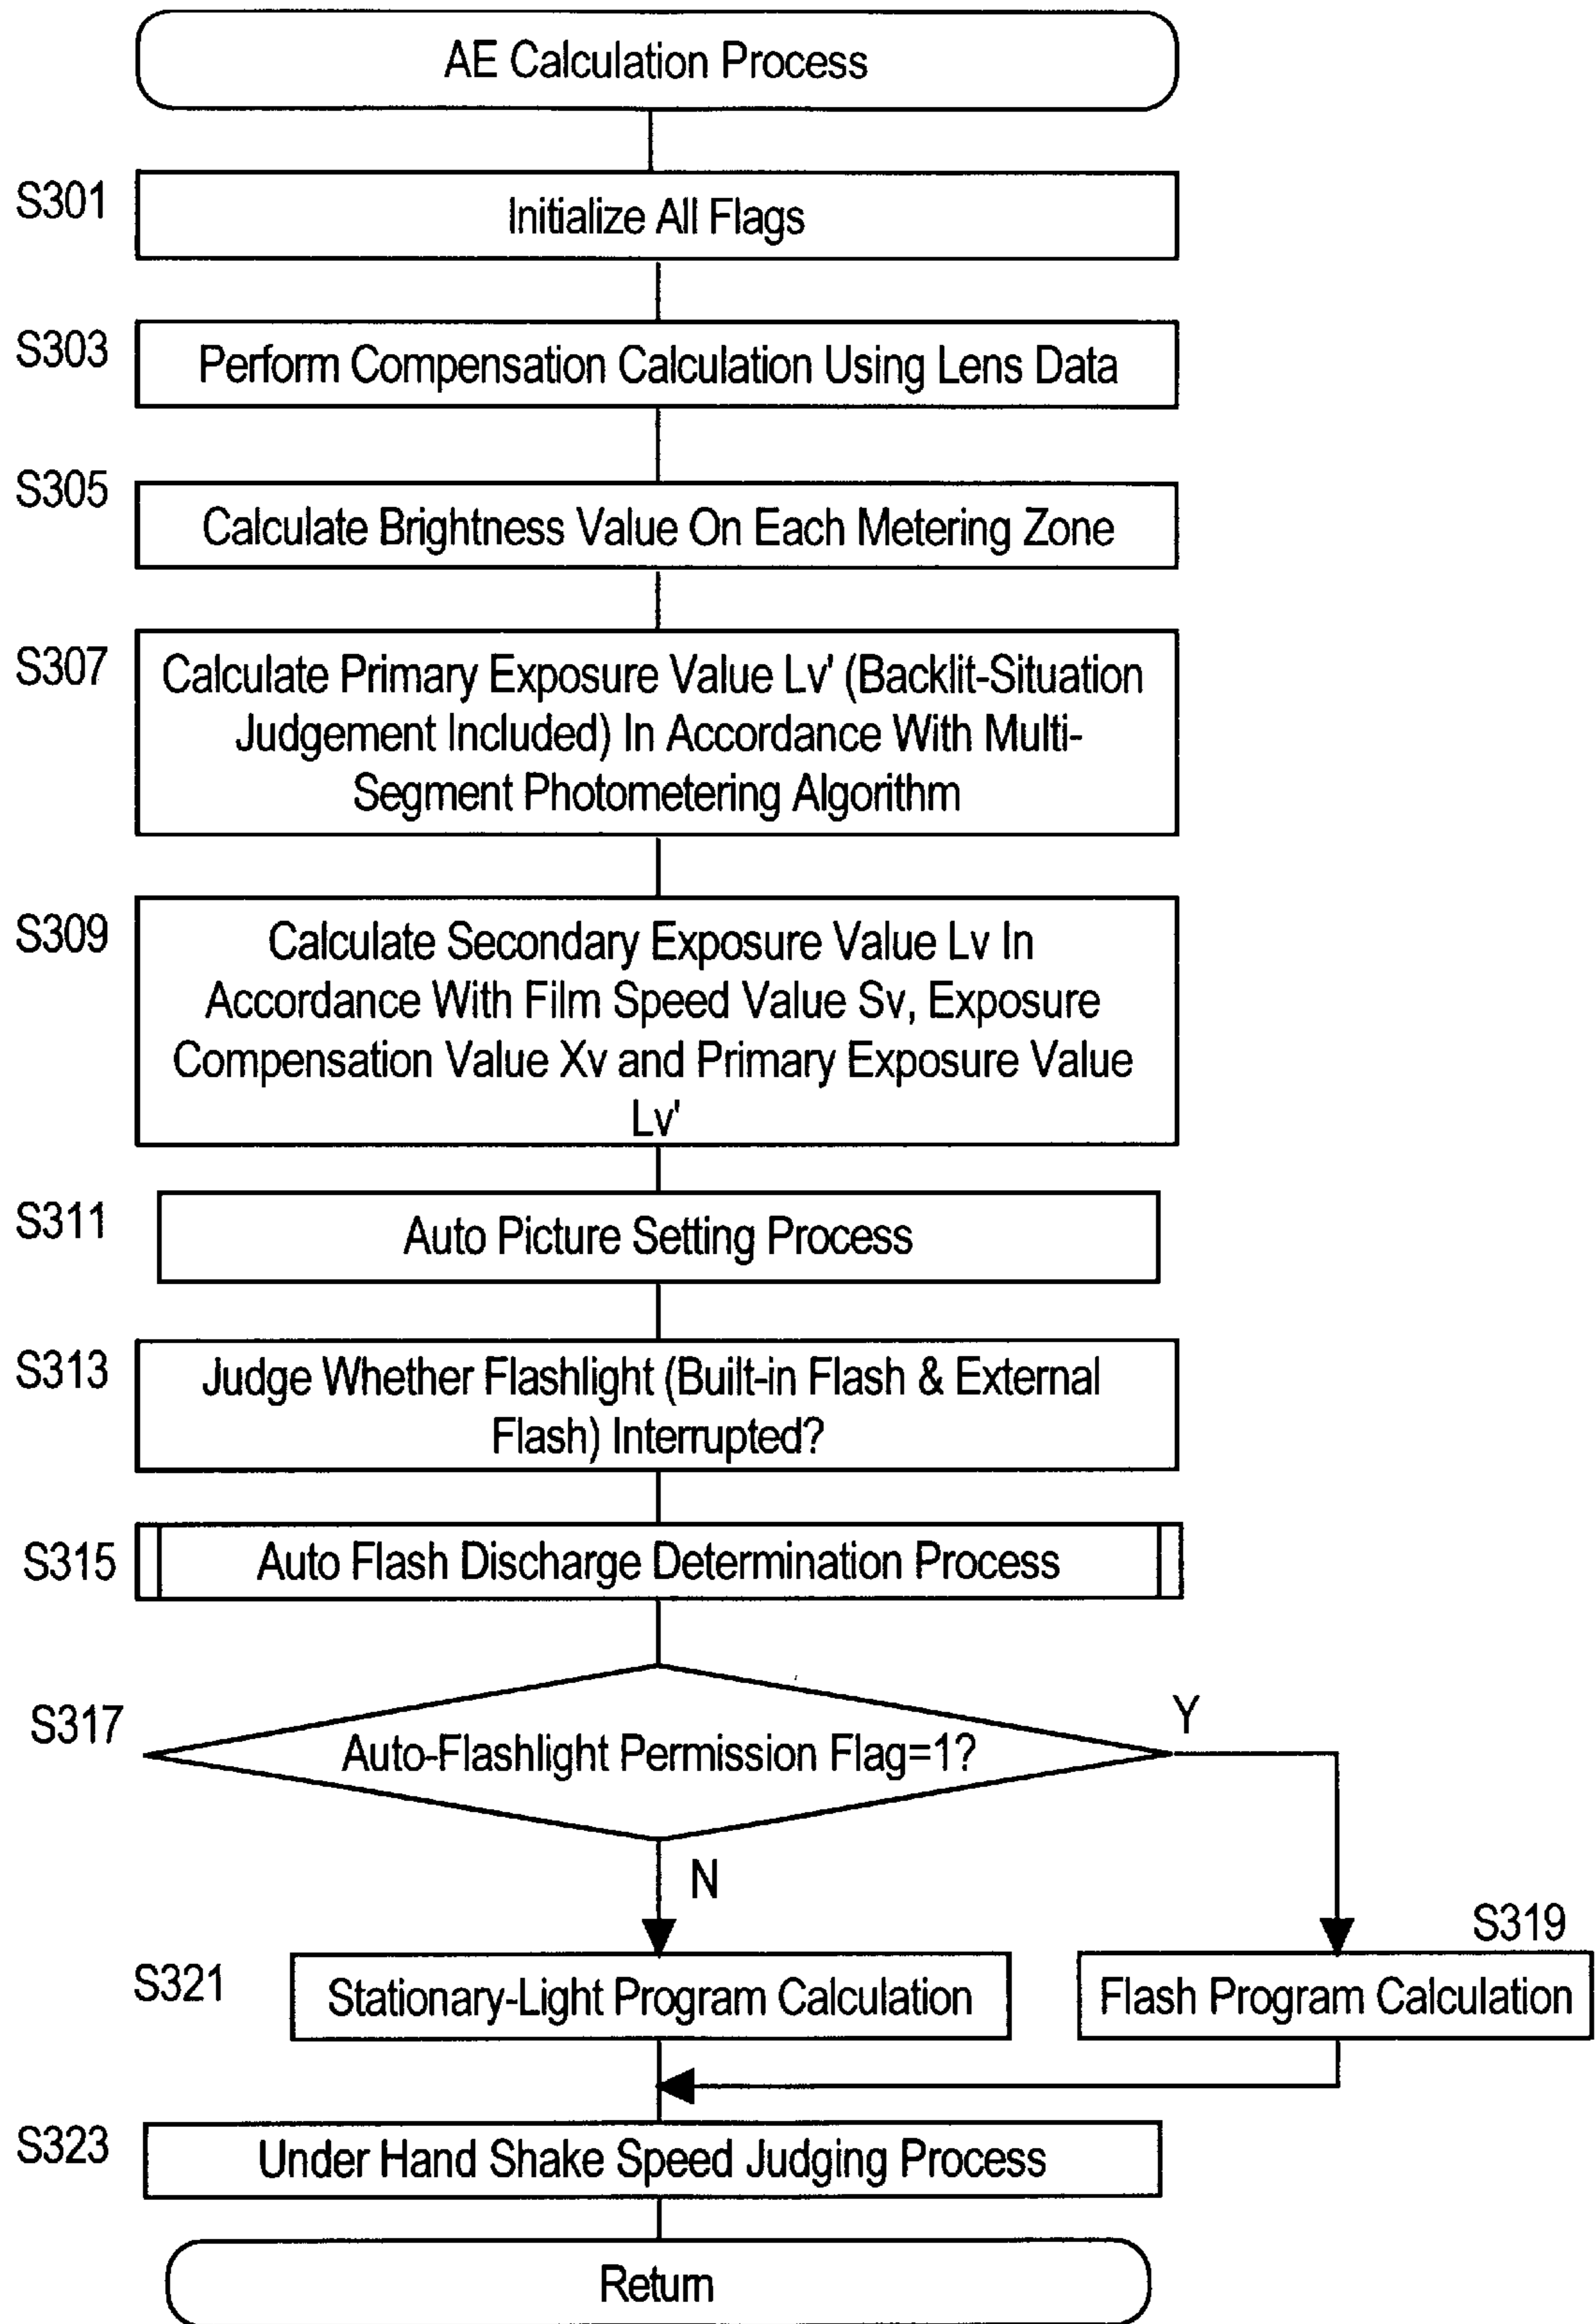 AE Calculation Process
S301
Initialize All Flags
S303
Perform Compensation Calculation Using Lens Data
S305
Calculate Brightness Value On Each Metering Zone
S307
Calculate Primary Exposure Value Lv' (Backlit-Situation
Judgement Included) In Accordance With Multi-
Segment Photometering Algorithm
S309
Calculate Secondary Exposure Value Lv In
Accordance With Film Speed Value Sv, Exposure
Compensation Value Xv and Primary Exposure Value
Lv'
S311
Auto Picture Setting Process
S313
Judge Whether Flashlight (Built-in Flash & External
Flash) Interrupted?
S315
Auto Flash Discharge Determination Process
S317
Auto-Flashlight Permission Flag=1?
Y
N
S319
S321
Stationary-Light Program Calculation
Flash Program Calculation
S323
Under Hand Shake Speed Judging Process
Return